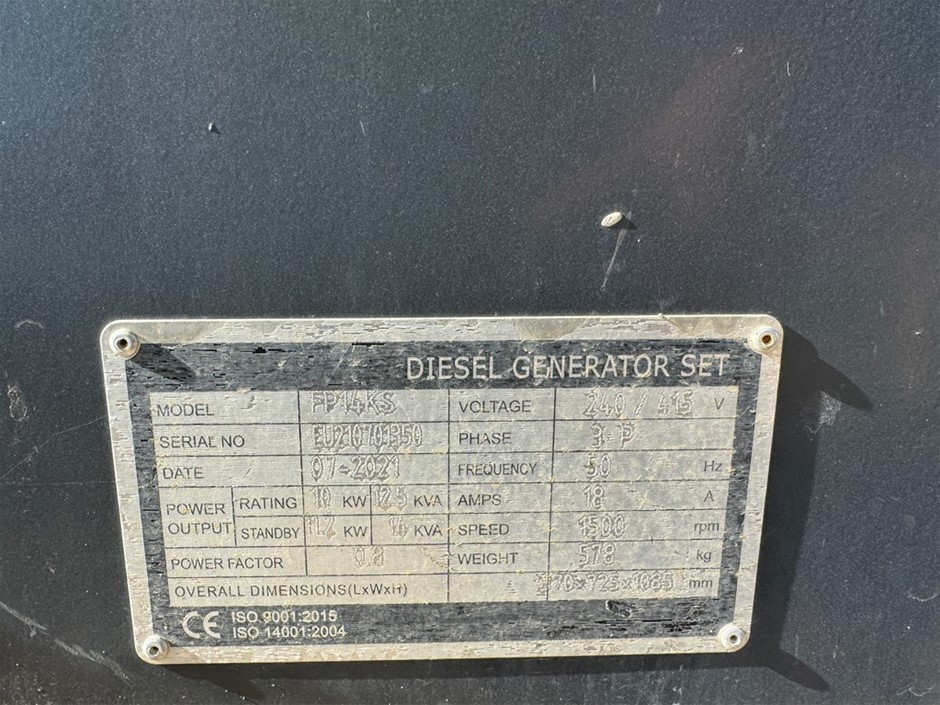 DIESEL GENERATOR SET
MODEL FP14KS VOLTAGE 240 / 415 V
SERIAL NO PHASE 3-P
DATE 07-2021 FREQUENCY 50 Hz
POWER OUTPUT RATING 10 KW 12.5 KVA AMPS 18 A
STANDBY 11.2 KW 14 KVA SPEED 1500 rpm
POWER FACTOR 0.8 WEIGHT 578 kg
OVERALL DIMENSIONS(LxWxH) mm
CE ISO 9001:2015
ISO 14001:2004